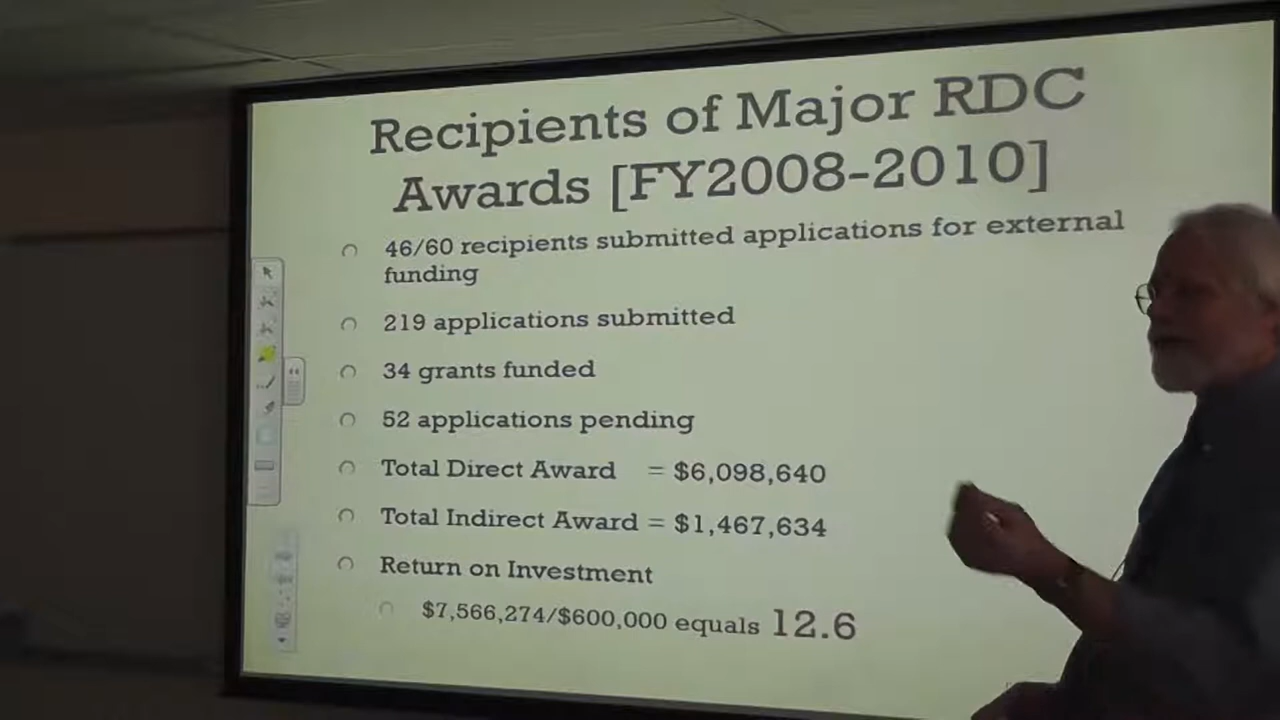 Recipients of Major RDC
Awards [FY2008-2010]
46/60 recipients submitted applications for external
funding
219 applications submitted
34 grants funded
52 applications pending
Total Direct Award = $6,098,640
Total Indirect Award = $1,467,634
Return on Investment
$7,566,274/$600,000 equals 12.6